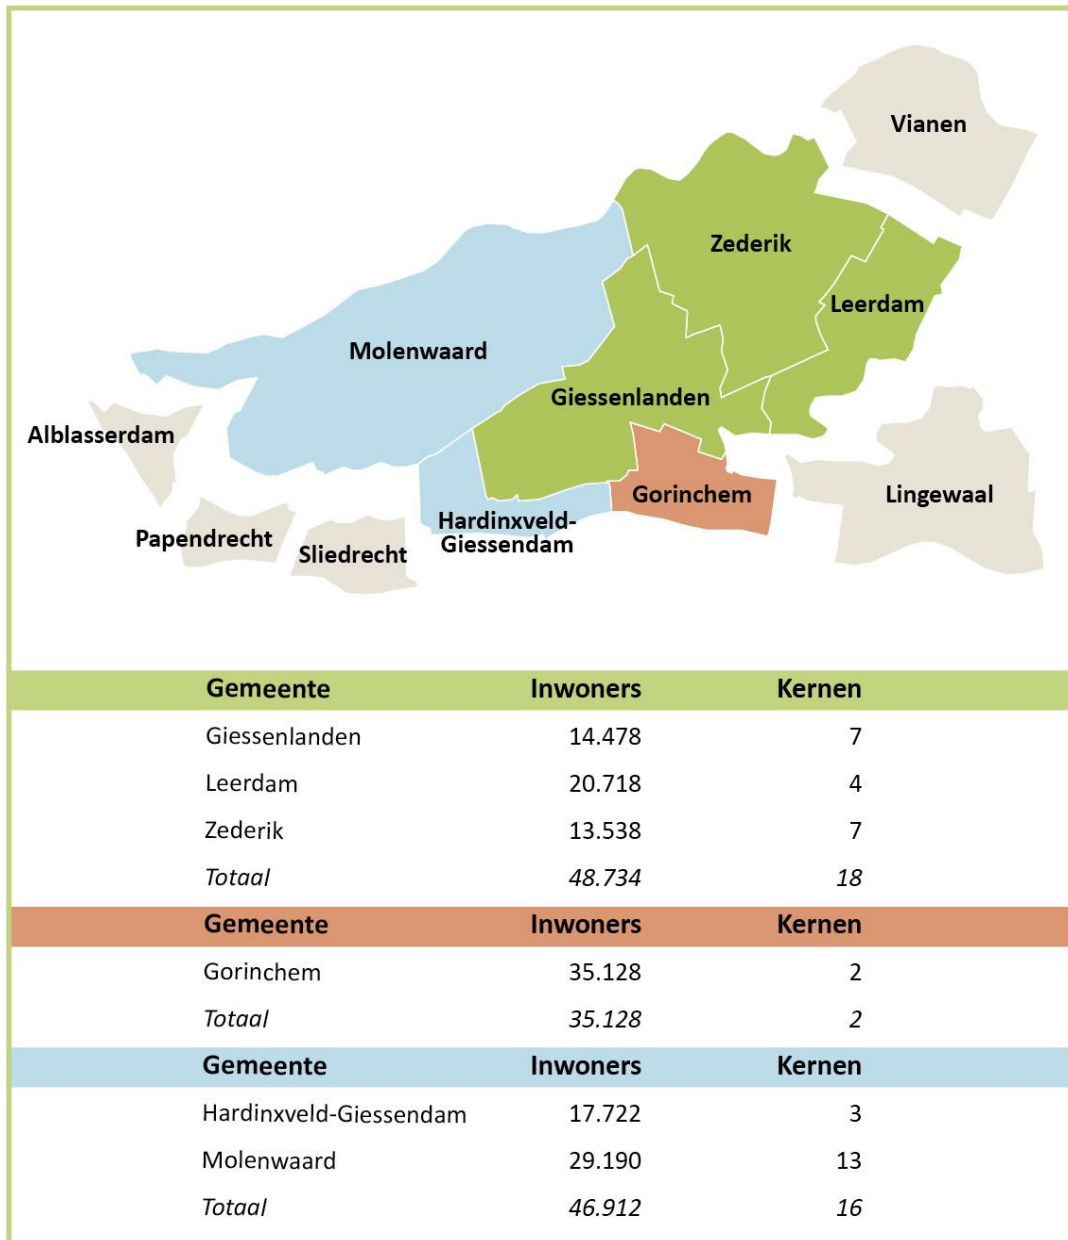 Vianen
Zederik
Leerdam
Molenwaard
Giessenlanden
Alblasserdam
Gorinchem
Lingewaal
Hardinxveld-
Giessendam
Papendrecht
Sliedrecht
Gemeente Inwoners Kernen
Giessenlanden 14.478 7
Leerdam 20.718 4
Zederik 13.538 7
Totaal 48.734 18
Gemeente Inwoners Kernen
Gorinchem 35.128 2
Totaal 35.128 2
Gemeente Inwoners Kernen
Hardinxveld-Giessendam 17.722 3
Molenwaard 29.190 13
Totaal 46.912 16